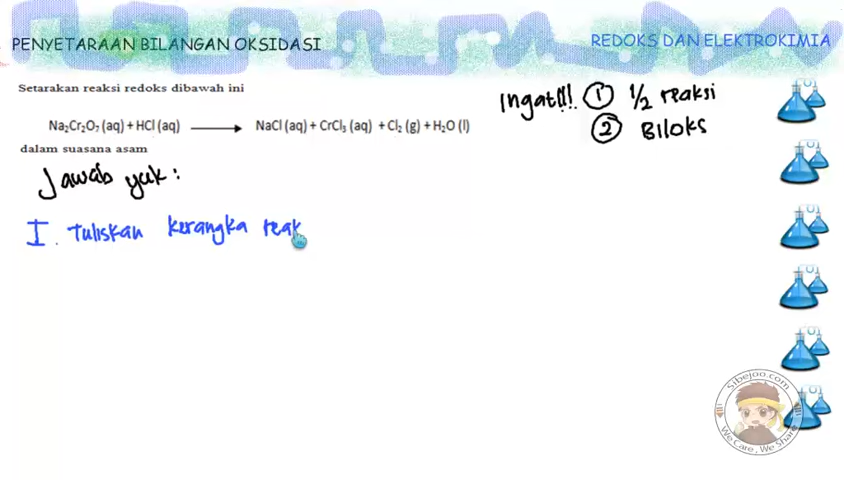 PENYETARAAN BILANGAN OKSIDASI
REDOKS DAN ELEKTROKIMIA
Setarakan reaksi redoks dibawah ini
Na₂Cr₂O₇ (aq) + HCl (aq) ⟶ NaCl (aq) + CrCl₃ (aq) + Cl₂ (g) + H₂O (l)
dalam suasana asam
Ingat!!! ① ½ reaksi
② Biloks
Jawab yuk :
I. Tuliskan kerangka reak
Sibejoo.com
We Care, We Share